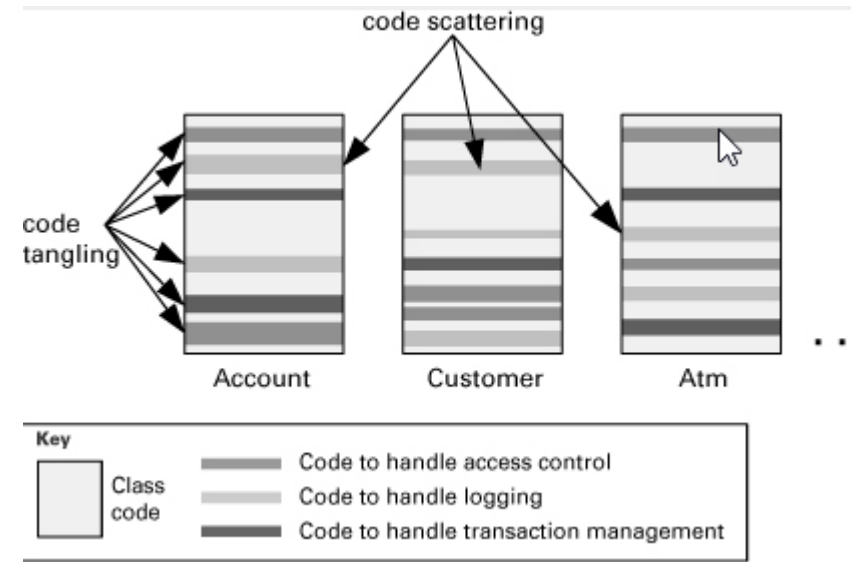 code scattering
code
tangling
Account
Customer
Atm
. .
Key
Class
code
Code to handle access control
Code to handle logging
Code to handle transaction management